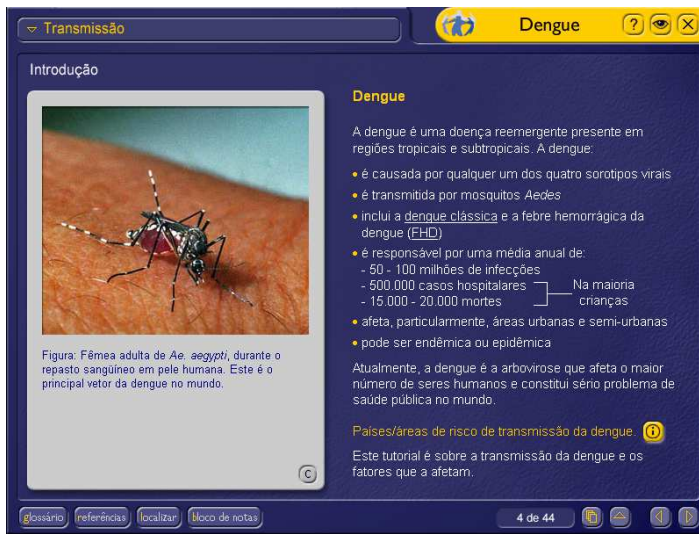 Transmissão
Dengue
?
X
Introdução
Dengue
A dengue é uma doença reemergente presente em
regiões tropicais e subtropicais. A dengue:
• é causada por qualquer um dos quatro sorotipos virais
• é transmitida por mosquitos Aedes
• inclui a dengue clássica e a febre hemorrágica da
dengue (FHD)
• é responsável por uma média anual de:
- 50 - 100 milhões de infecções
- 500.000 casos hospitalares
- 15.000 - 20.000 mortes
Na maioria
crianças
• afeta, particularmente, áreas urbanas e semi-urbanas
• pode ser endêmica ou epidêmica
Atualmente, a dengue é a arbovirose que afeta o maior
número de seres humanos e constitui sério problema de
saúde pública no mundo.
Países/áreas de risco de transmissão da dengue.
Este tutorial é sobre a transmissão da dengue e os
fatores que a afetam.
Figura: Fêmea adulta de Ae. aegypti, durante o
repasto sangüíneo em pele humana. Este é o
principal vetor da dengue no mundo.
C
glossário
referências
localizar
bloco de notas
4 de 44